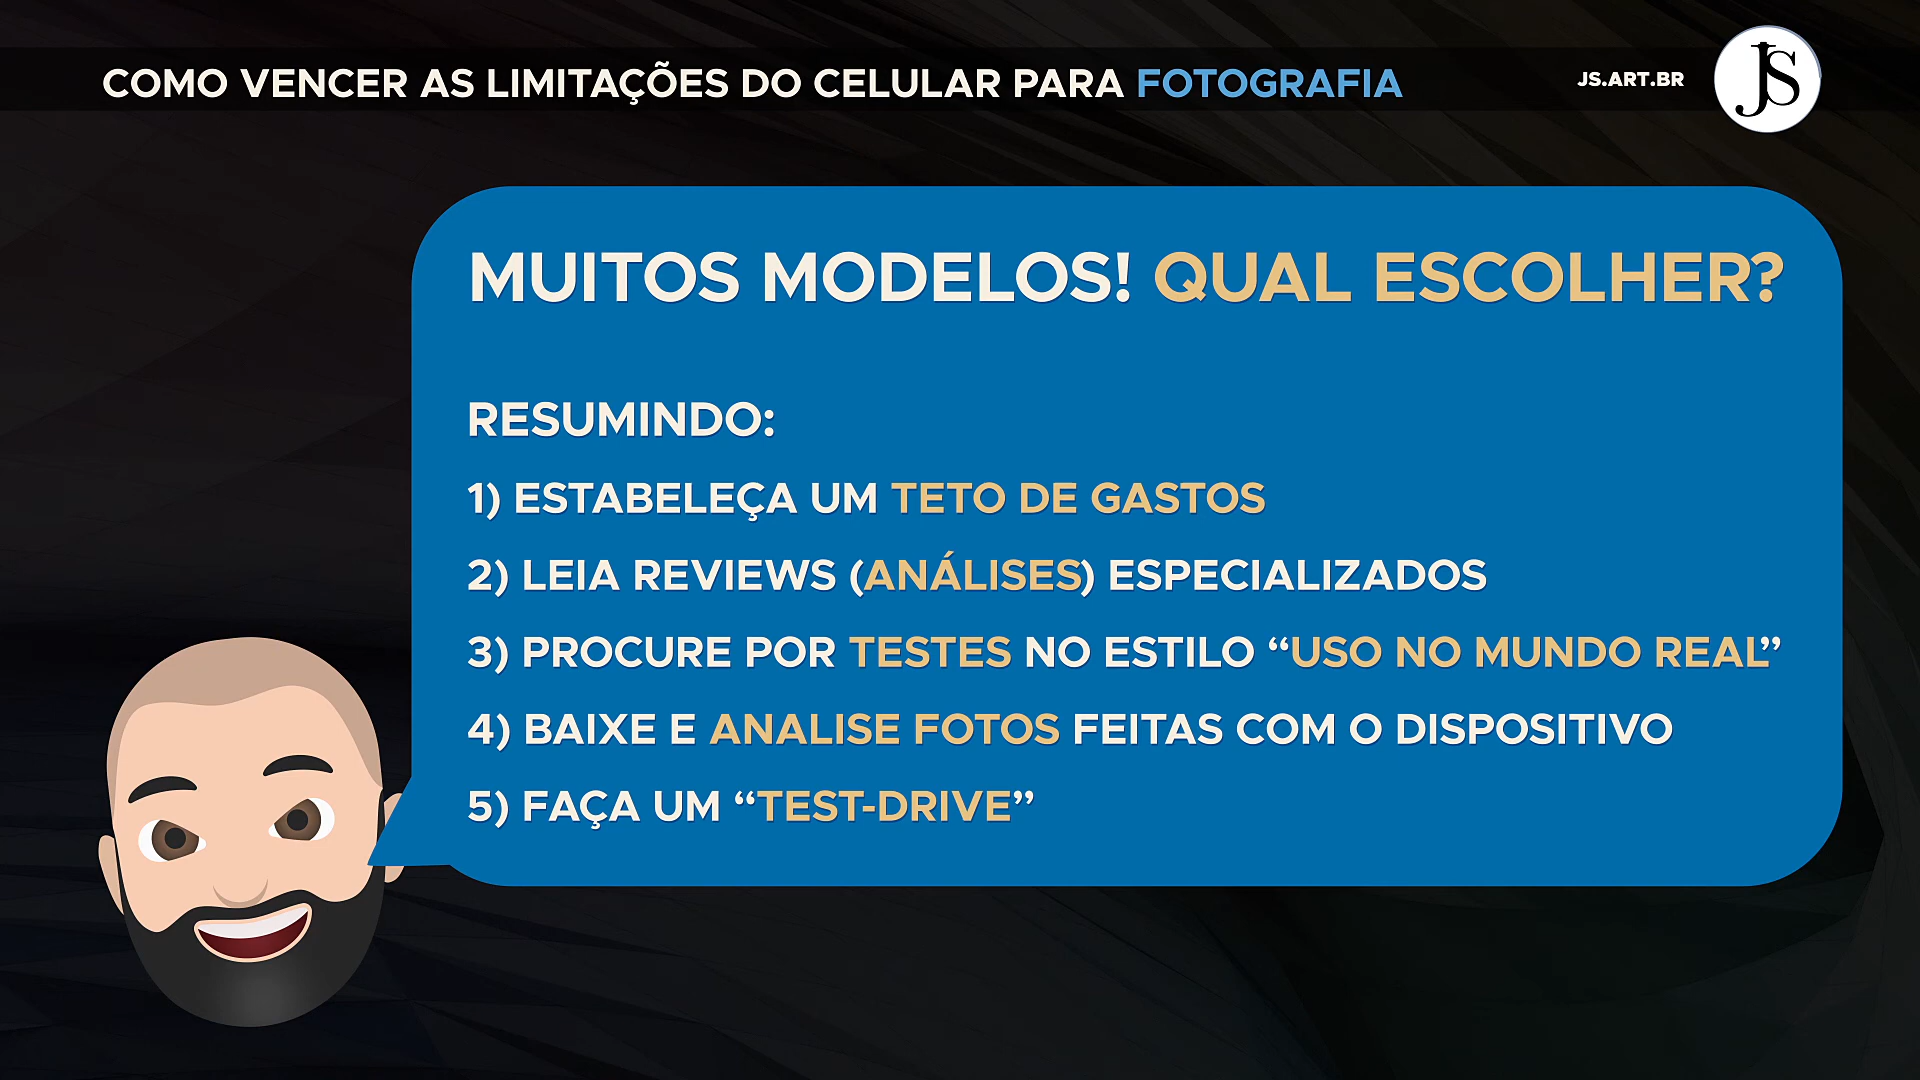 COMO VENCER AS LIMITAÇÕES DO CELULAR PARA FOTOGRAFIA
JS.ART.BR
JS
MUITOS MODELOS! QUAL ESCOLHER?
RESUMINDO:
1) ESTABELEÇA UM TETO DE GASTOS
2) LEIA REVIEWS (ANÁLISES) ESPECIALIZADOS
3) PROCURE POR TESTES NO ESTILO “USO NO MUNDO REAL”
4) BAIXE E ANALISE FOTOS FEITAS COM O DISPOSITIVO
5) FAÇA UM “TEST-DRIVE”